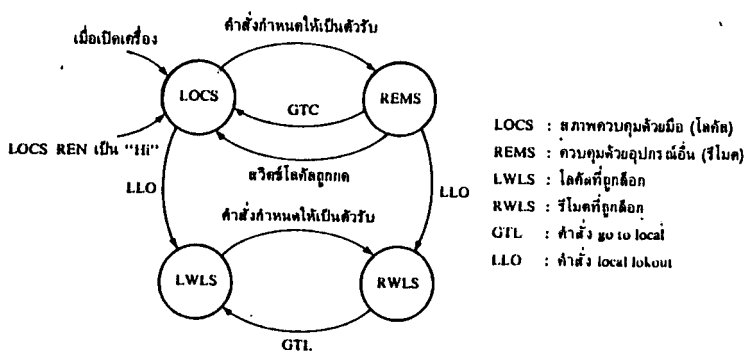 คำสั่งกำหนดให้เป็นตัวรับ
เมื่อเปิดเครื่อง
LOCS
REMS
GTC
LOCS REN เป็น "Hi"
สวิตช์โลคัลถูกกด
LLO
LLO
คำสั่งกำหนดให้เป็นตัวรับ
LWLS
RWLS
GTL
LOCS : สภาพควบคุมด้วยมือ (โลคัล)
REMS : ควบคุมด้วยอุปกรณ์อื่น (รีโมต)
LWLS : โลคัลที่ถูกล็อก
RWLS : รีโมตที่ถูกล็อก
GTL : คำสั่ง go to local
LLO : คำสั่ง local lokout